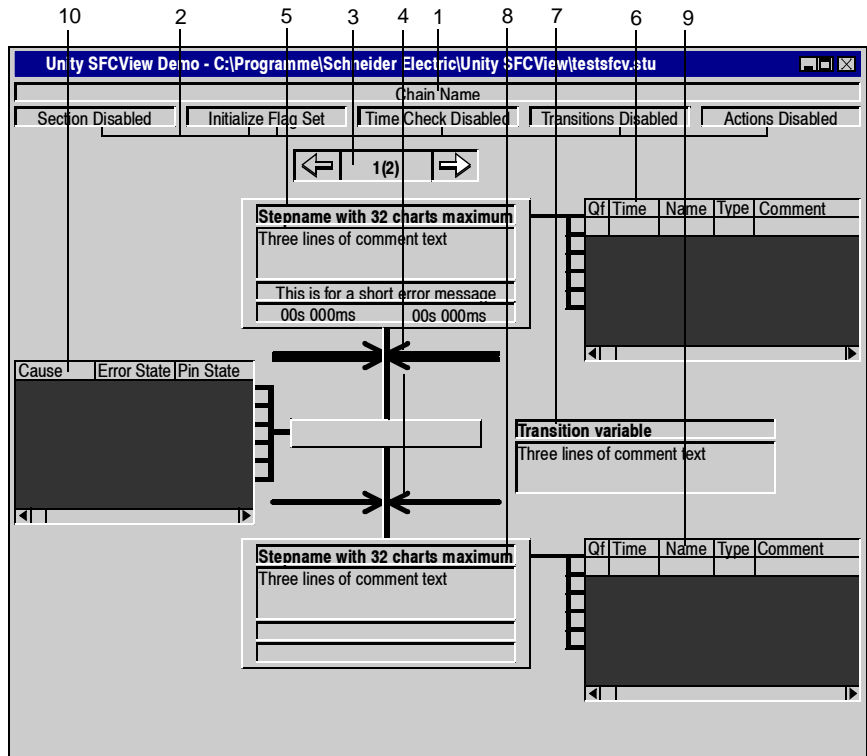 10 2 5 3 4 1 8 7 6 9
Unity SFCView Demo - C:\Programme\Schneider Electric\Unity SFCView\testsfcv.stu
Chain Name
Section Disabled Initialize Flag Set Time Check Disabled Transitions Disabled Actions Disabled
1(2)
Stepname with 32 charts maximum
Three lines of comment text
This is for a short error message
00s 000ms 00s 000ms
Qf Time Name Type Comment
Cause Error State Pin State
Transition variable
Three lines of comment text
Stepname with 32 charts maximum
Three lines of comment text
Qf Time Name Type Comment